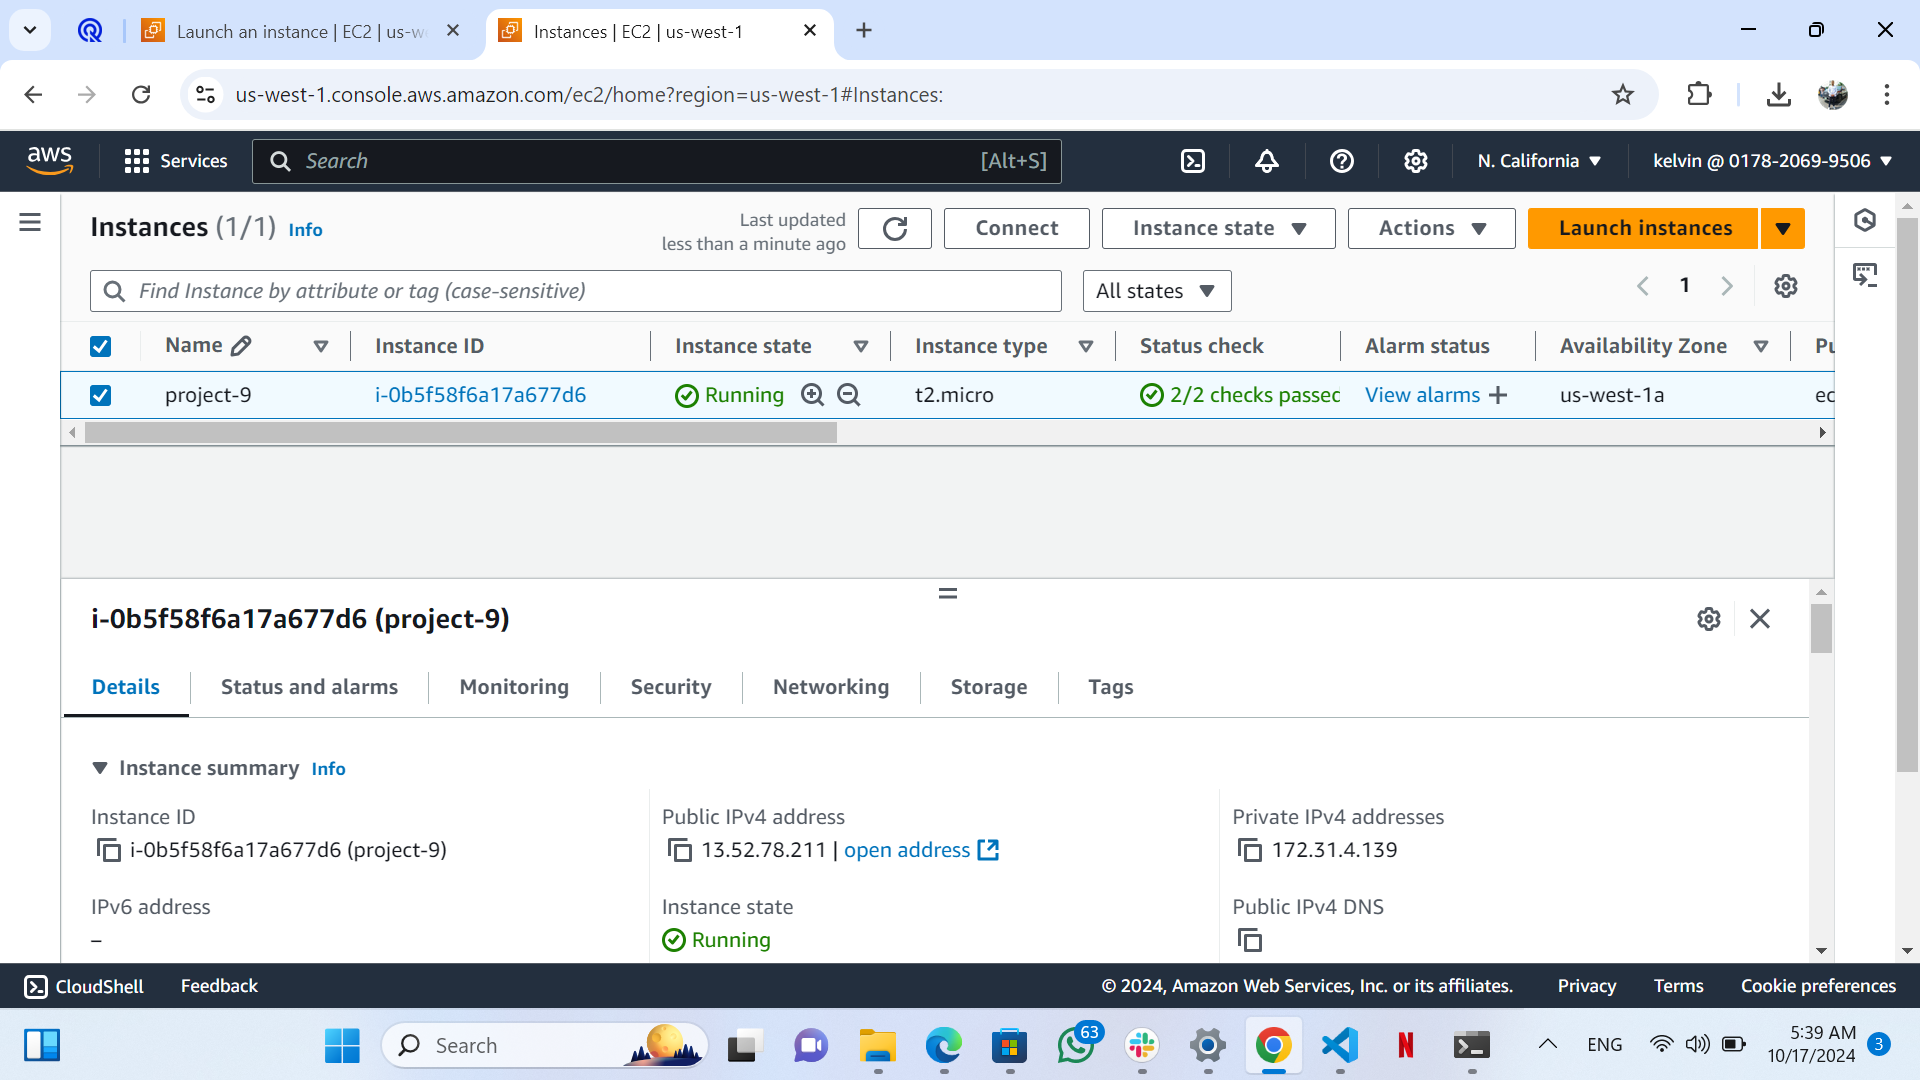 Launch an instance | EC2 | us-we
Instances | EC2 | us-west-1
us-west-1.console.aws.amazon.com/ec2/home?region=us-west-1#Instances:
aws
Services
Search
[Alt+S]
N. California
kelvin @ 0178-2069-9506
Instances (1/1) Info
Last updated
less than a minute ago
Connect
Instance state
Actions
Launch instances
Find Instance by attribute or tag (case-sensitive)
All states
1
Name
Instance ID
Instance state
Instance type
Status check
Alarm status
Availability Zone
Pu
project-9
i-0b5f58f6a17a677d6
Running
t2.micro
2/2 checks passed
View alarms
us-west-1a
ec
i-0b5f58f6a17a677d6 (project-9)
Details
Status and alarms
Monitoring
Security
Networking
Storage
Tags
Instance summary Info
Instance ID
i-0b5f58f6a17a677d6 (project-9)
Public IPv4 address
13.52.78.211 | open address
Private IPv4 addresses
172.31.4.139
IPv6 address
–
Instance state
Running
Public IPv4 DNS
CloudShell
Feedback
© 2024, Amazon Web Services, Inc. or its affiliates.
Privacy
Terms
Cookie preferences
Search
63
N
ENG
5:39 AM
10/17/2024
3